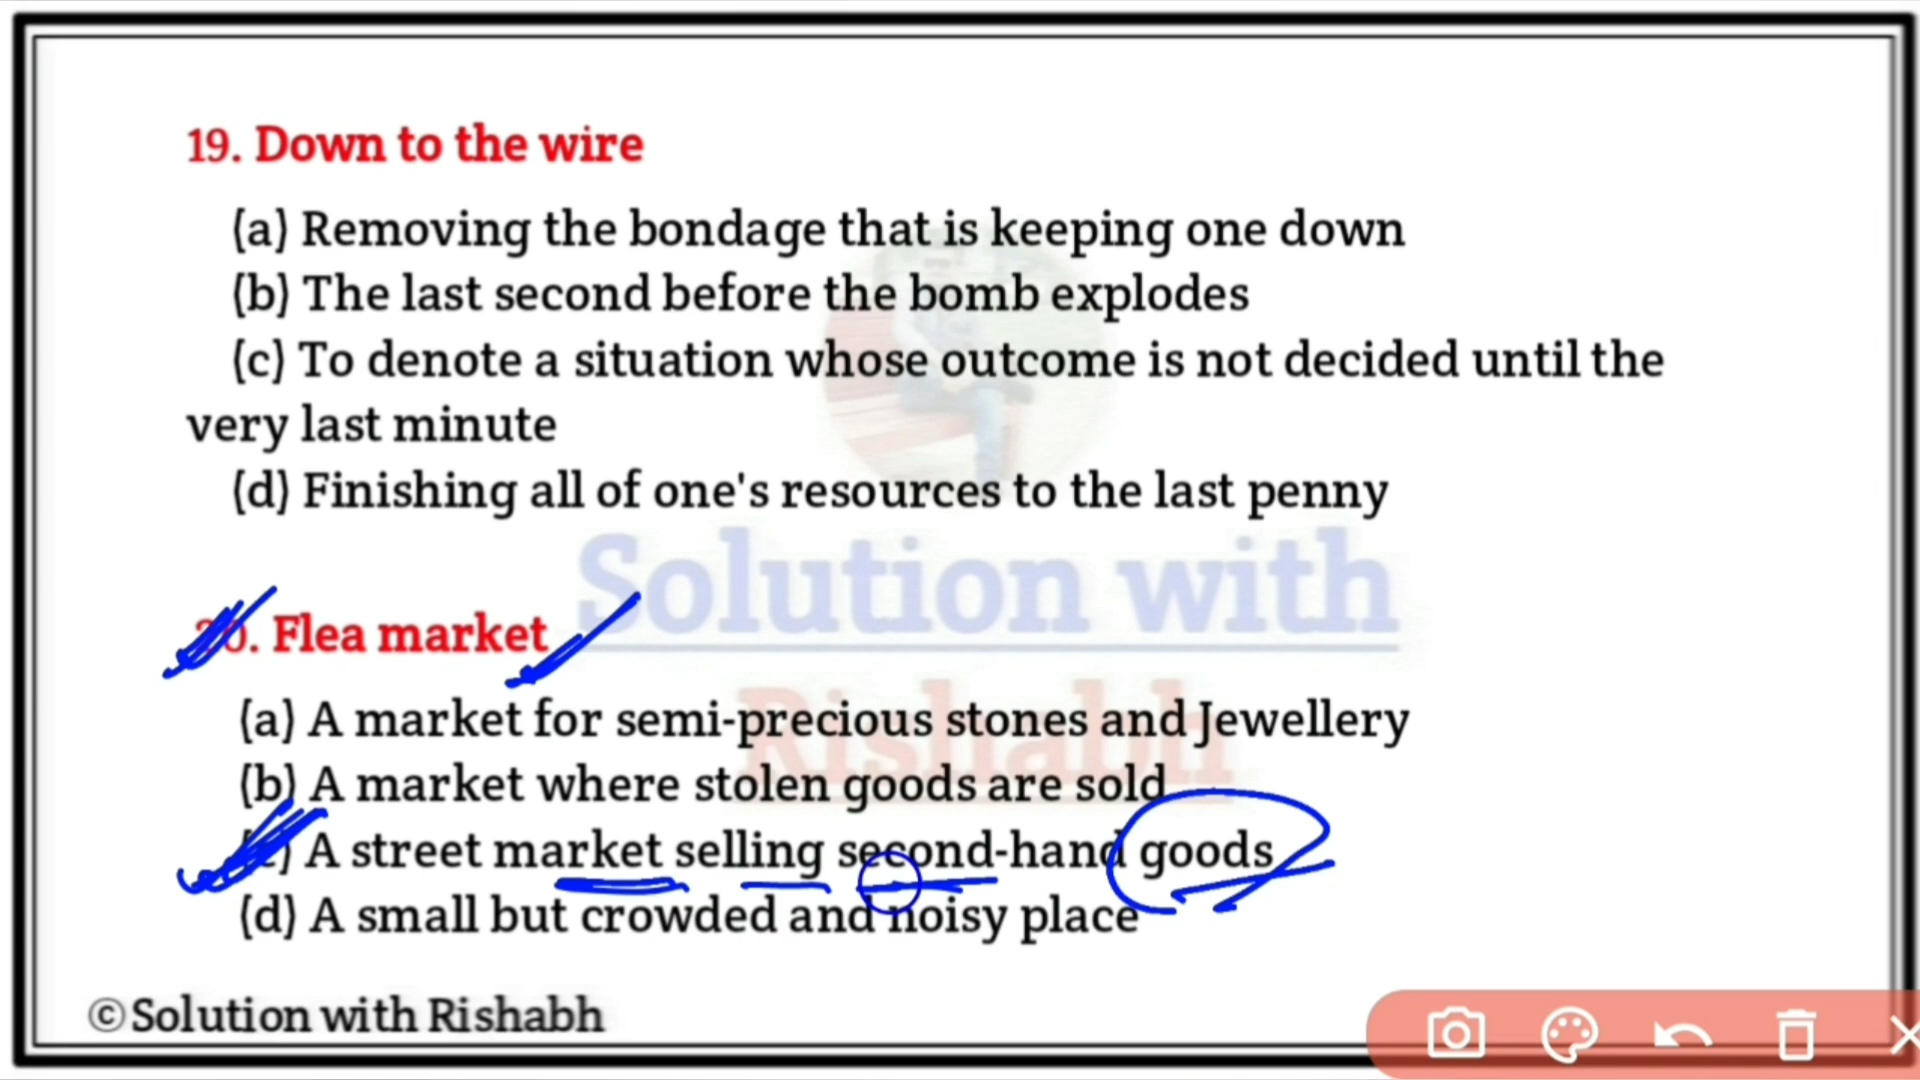 19. Down to the wire
(a) Removing the bondage that is keeping one down
(b) The last second before the bomb explodes
(c) To denote a situation whose outcome is not decided until the
very last minute
(d) Finishing all of one's resources to the last penny
Solution with
20. Flea market
Rishabh
(a) A market for semi-precious stones and Jewellery
(b) A market where stolen goods are sold
(c) A street market selling second-hand goods
(d) A small but crowded and noisy place
©Solution with Rishabh